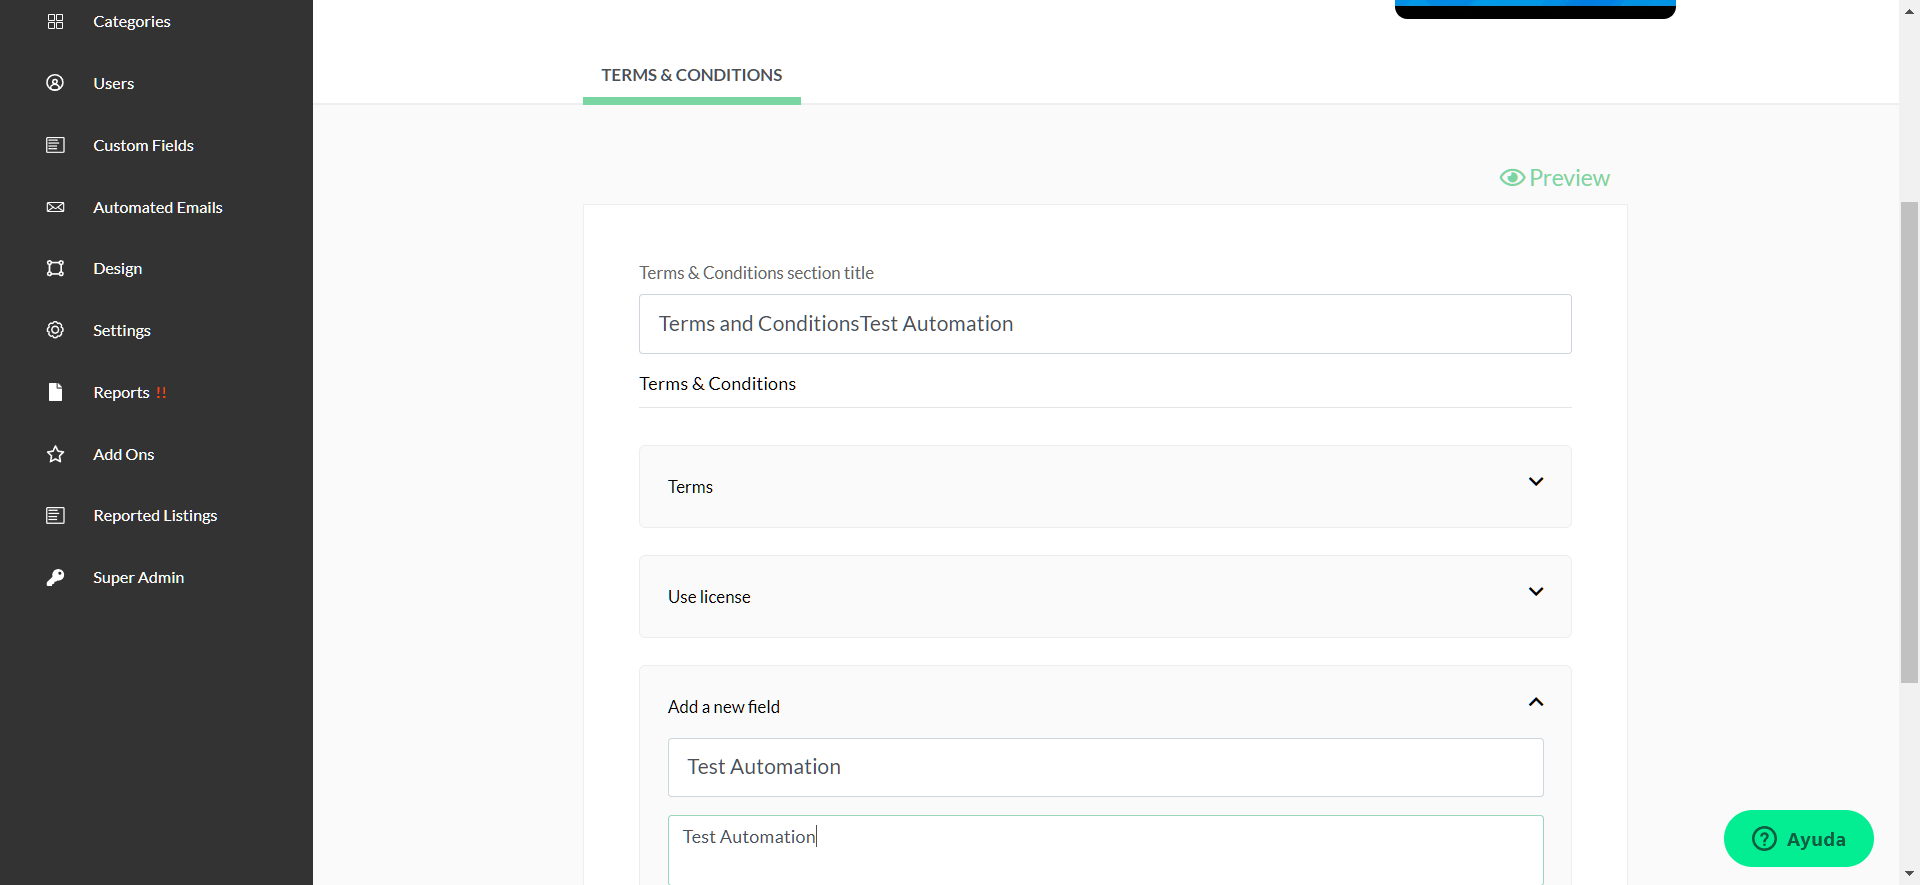 Categories
Users
Custom Fields
Automated Emails
Design
Settings
Reports !!
Add Ons
Reported Listings
Super Admin
TERMS & CONDITIONS
Preview
Terms & Conditions section title
Terms and ConditionsTest Automation
Terms & Conditions
Terms
Use license
Add a new field
Test Automation
Test Automation
Ayuda